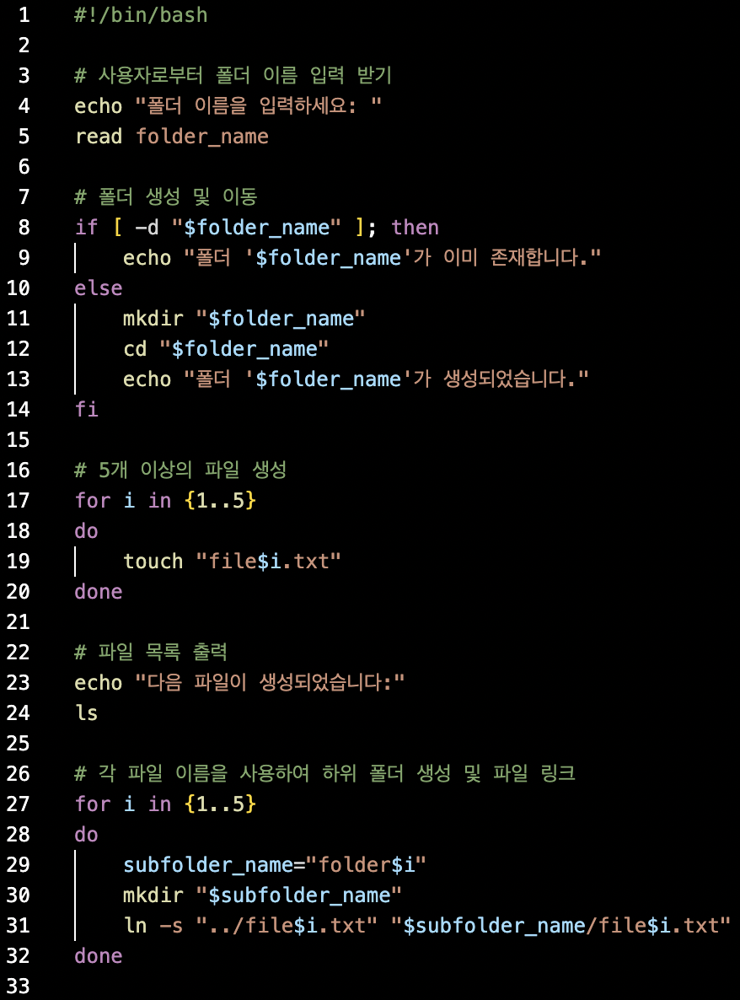 1 #!/bin/bash
2
3 # 사용자로부터 폴더 이름 입력 받기
4 echo "폴더 이름을 입력하세요: "
5 read folder_name
6
7 # 폴더 생성 및 이동
8 if [ -d "$folder_name" ]; then
9     echo "폴더 '$folder_name'가 이미 존재합니다."
10 else
11     mkdir "$folder_name"
12     cd "$folder_name"
13     echo "폴더 '$folder_name'가 생성되었습니다."
14 fi
15
16 # 5개 이상의 파일 생성
17 for i in {1..5}
18 do
19     touch "file$i.txt"
20 done
21
22 # 파일 목록 출력
23 echo "다음 파일이 생성되었습니다:"
24 ls
25
26 # 각 파일 이름을 사용하여 하위 폴더 생성 및 파일 링크
27 for i in {1..5}
28 do
29     subfolder_name="folder$i"
30     mkdir "$subfolder_name"
31     ln -s "../file$i.txt" "$subfolder_name/file$i.txt"
32 done
33